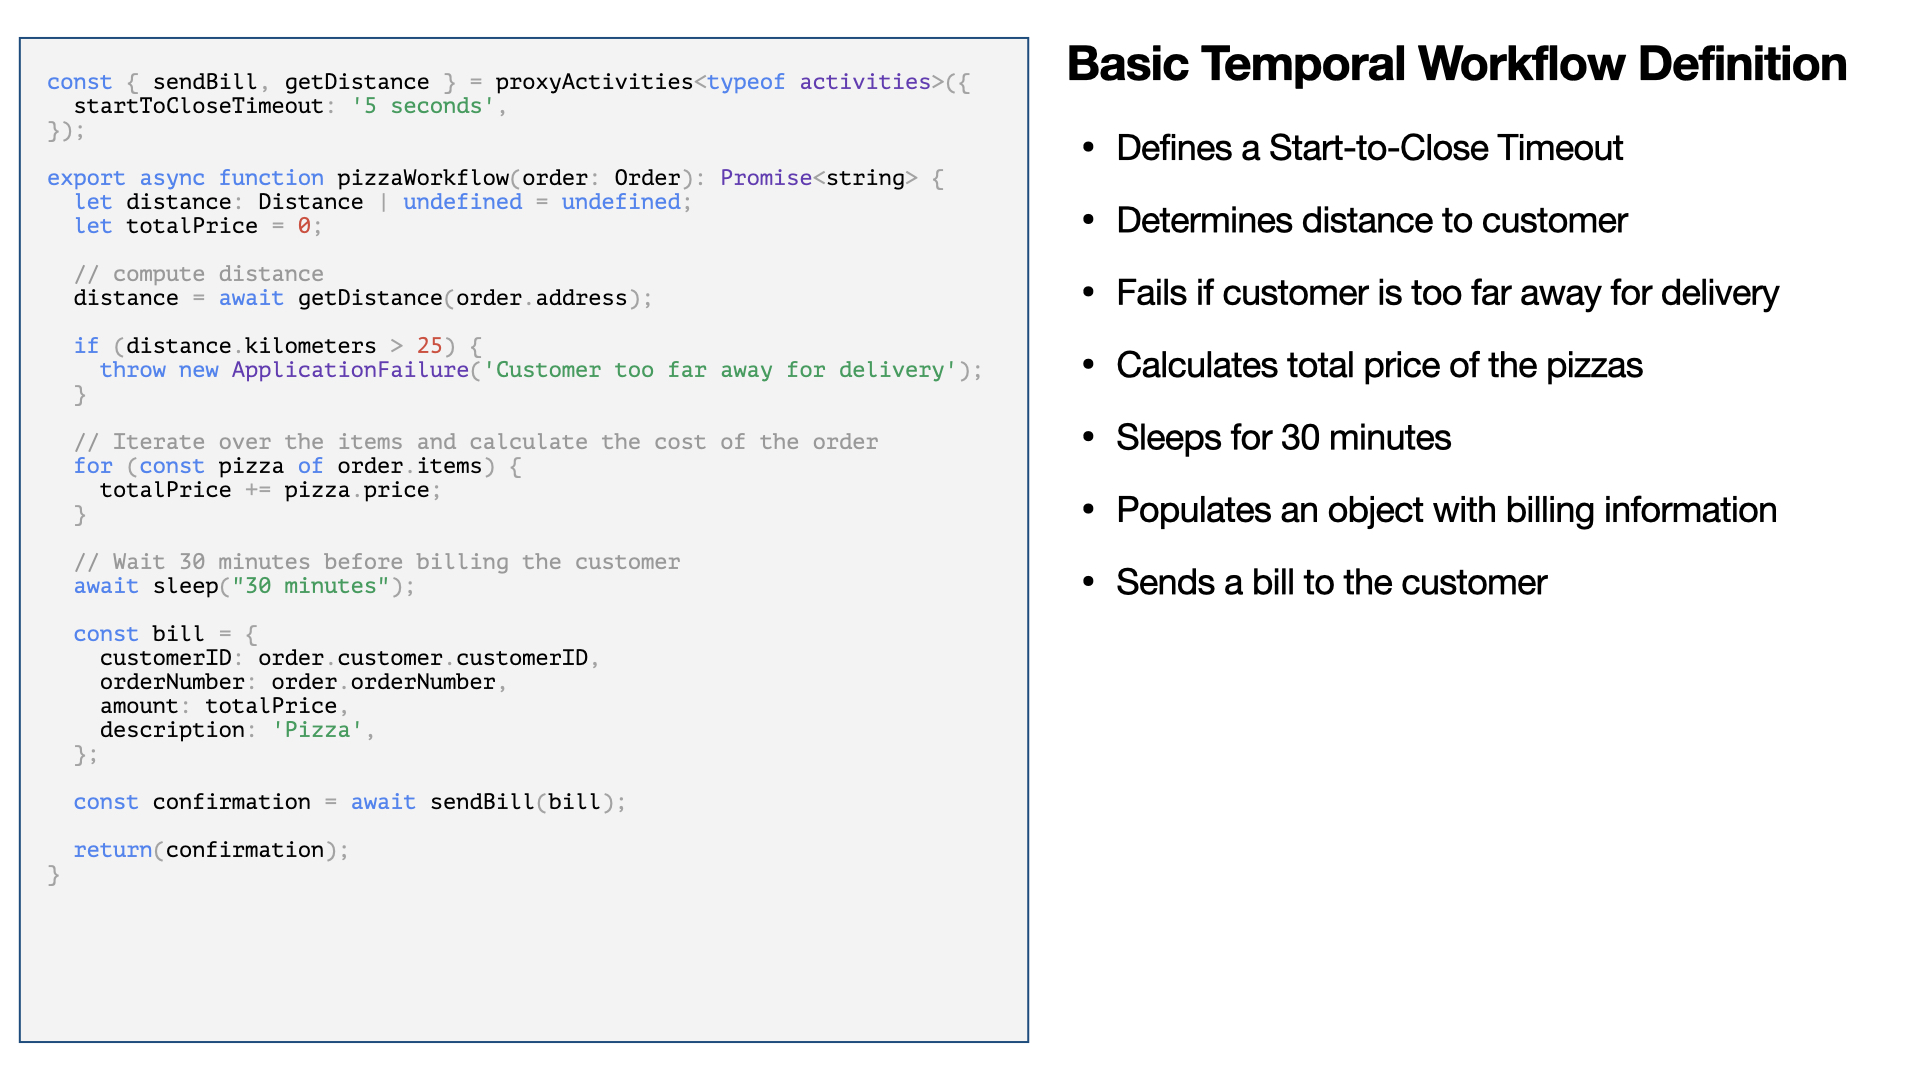 const { sendBill, getDistance } = proxyActivities<typeof activities>({
  startToCloseTimeout: '5 seconds',
});

export async function pizzaWorkflow(order: Order): Promise<string> {
  let distance: Distance | undefined = undefined;
  let totalPrice = 0;

  // compute distance
  distance = await getDistance(order.address);

  if (distance.kilometers > 25) {
    throw new ApplicationFailure('Customer too far away for delivery');
  }

  // Iterate over the items and calculate the cost of the order
  for (const pizza of order.items) {
    totalPrice += pizza.price;
  }

  // Wait 30 minutes before billing the customer
  await sleep("30 minutes");

  const bill = {
    customerID: order.customer.customerID,
    orderNumber: order.orderNumber,
    amount: totalPrice,
    description: 'Pizza',
  };

  const confirmation = await sendBill(bill);

  return(confirmation);
}
Basic Temporal Workflow Definition
• Defines a Start-to-Close Timeout
• Determines distance to customer
• Fails if customer is too far away for delivery
• Calculates total price of the pizzas
• Sleeps for 30 minutes
• Populates an object with billing information
• Sends a bill to the customer